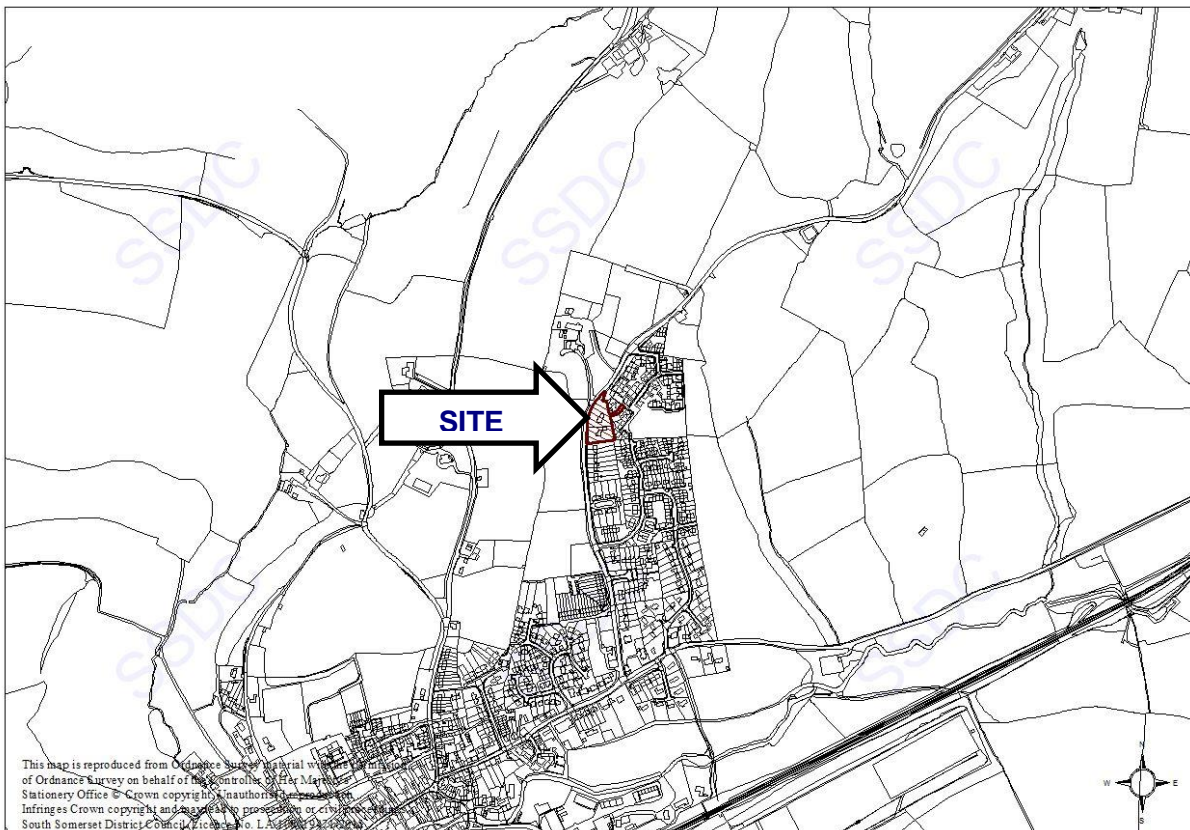 SSDC
SSDC
SSDC
SITE
SSDC
SSDC
SSDC
N
W E
S
This map is reproduced from Ordnance Survey material with the
of Ordnance Survey on behalf of the Controller of Her Majesty's
Stationery Office © Crown copyright. Unauthorised reproduction
Infringes Crown copyright and may lead to prosecution or civil proceedings
South Somerset District Council Licence No.